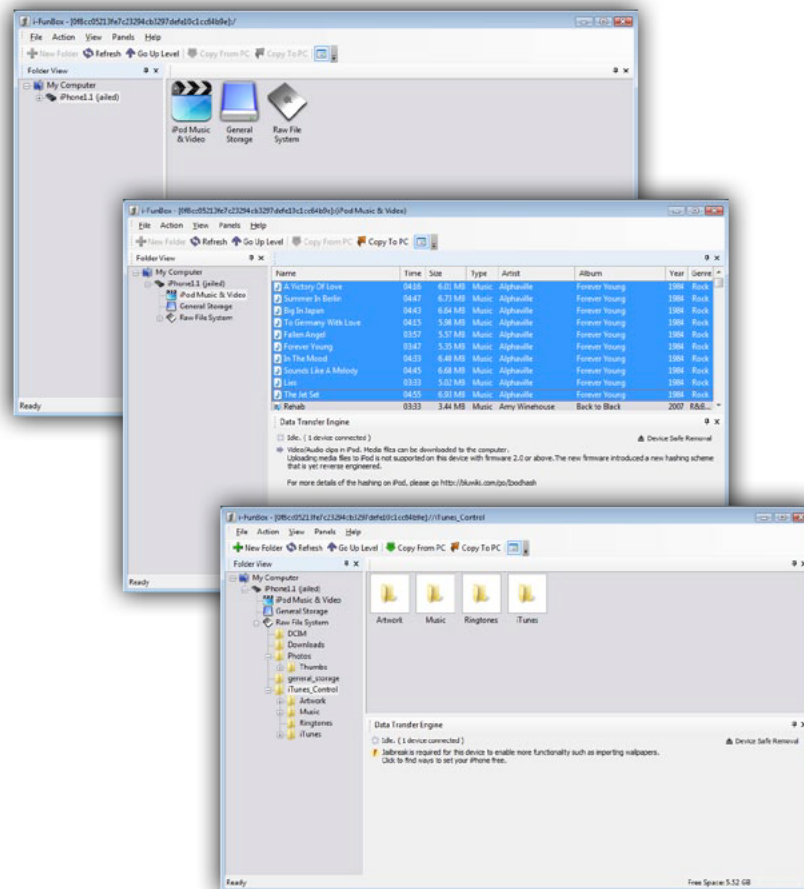 i-FunBox - [0f8cc05213fe7c23294cb3297defe10c1cc64b9e]:/
File Action View Panels Help
New Folder Refresh Go Up Level Copy From PC Copy To PC
Folder View
My Computer
iPhone1.1 (jailed)
iPod Music & Video
General Storage
Raw File System
Ready
i-FunBox - [0f8cc05213fe7c23294cb3297defe10c1cc64b9e]:(iPod Music & Video)
File Action View Panels Help
New Folder Refresh Go Up Level Copy From PC Copy To PC
Folder View
My Computer
iPhone1.1 (jailed)
iPod Music & Video
General Storage
Raw File System
Name Time Size Type Artist Album Year Genre
A Victory Of Love 04:16 6.01 MB Music Alphaville Forever Young 1984 Rock
Summer In Berlin 04:47 6.73 MB Music Alphaville Forever Young 1984 Rock
Big In Japan 04:43 6.64 MB Music Alphaville Forever Young 1984 Rock
To Germany With Love 04:15 5.98 MB Music Alphaville Forever Young 1984 Rock
Fallen Angel 03:57 5.57 MB Music Alphaville Forever Young 1984 Rock
Forever Young 03:47 5.35 MB Music Alphaville Forever Young 1984 Rock
In The Mood 04:33 6.40 MB Music Alphaville Forever Young 1984 Rock
Sounds Like A Melody 04:45 6.68 MB Music Alphaville Forever Young 1984 Rock
Lies 03:33 5.02 MB Music Alphaville Forever Young 1984 Rock
The Jet Set 04:55 6.93 MB Music Alphaville Forever Young 1984 Rock
Rehab 03:33 3.44 MB Music Amy Winehouse Back to Black 2007 R&B...
Data Transfer Engine
Idle. ( 1 device connected )
Device Safe Removal
Video/Audio clips in iPod. Media files can be downloaded to the computer.
Uploading media files to iPod is not supported on this device with firmware 2.0 or above. The new firmware introduced a new hashing scheme
that is yet reverse engineered.
For more details of the hashing on iPod, please go http://bluwiki.com/go/Ipodhash
Ready
i-FunBox - [0f8cc05213fe7c23294cb3297defe10c1cc64b9e]://iTunes_Control
File Action View Panels Help
New Folder Refresh Go Up Level Copy From PC Copy To PC
Folder View
My Computer
iPhone1.1 (jailed)
iPod Music & Video
General Storage
Raw File System
DCIM
Downloads
Photos
Thumbs
general_storage
iTunes_Control
Artwork
Music
Ringtones
iTunes
Artwork Music Ringtones iTunes
Data Transfer Engine
Idle. ( 1 device connected )
Device Safe Removal
Jailbreak is required for this device to enable more functionality such as importing wallpapers.
Click to find ways to set your iPhone free.
Ready
Free Space: 5.52 GB